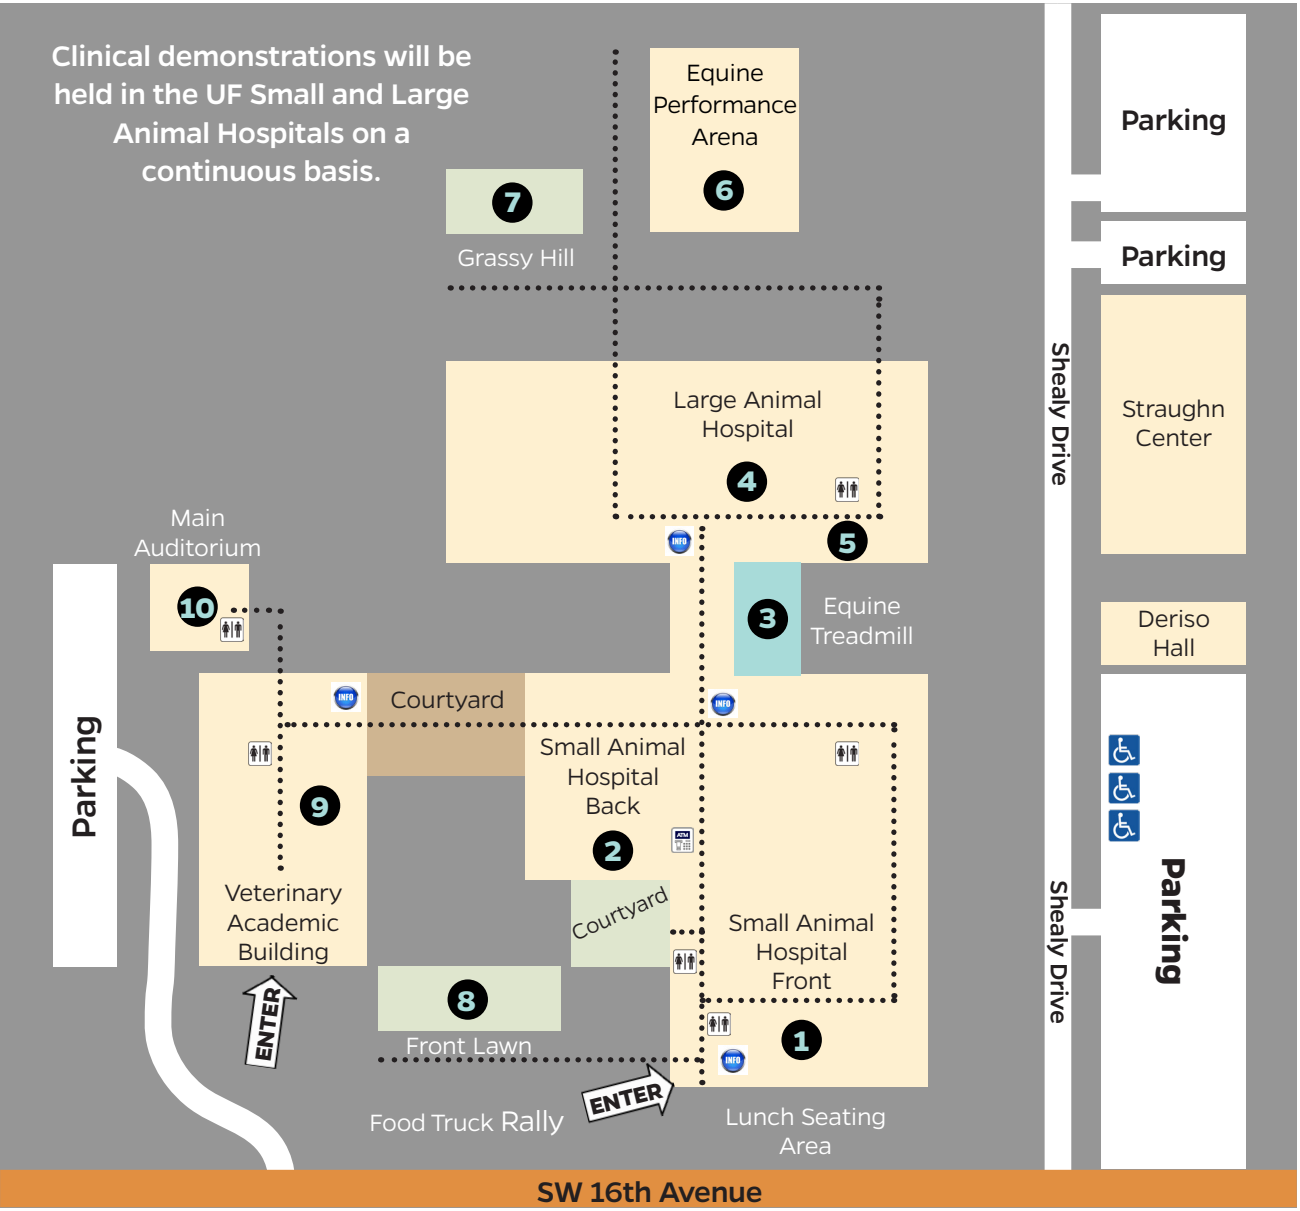 Clinical demonstrations will be
held in the UF Small and Large
Animal Hospitals on a
continuous basis.
Equine
Performance
Arena
6
7
Grassy Hill
Parking
Parking
Shealy Drive
Straughn
Center
Large Animal
Hospital
4
5
INFO
Main
Auditorium
10
3
Equine
Treadmill
Deriso
Hall
Parking
INFO
Courtyard
INFO
Small Animal
Hospital
Back
2
ATM
9
Veterinary
Academic
Building
Courtyard
Small Animal
Hospital
Front
1
INFO
Shealy Drive
Parking
8
Front Lawn
ENTER
ENTER
Food Truck Rally
Lunch Seating
Area
SW 16th Avenue